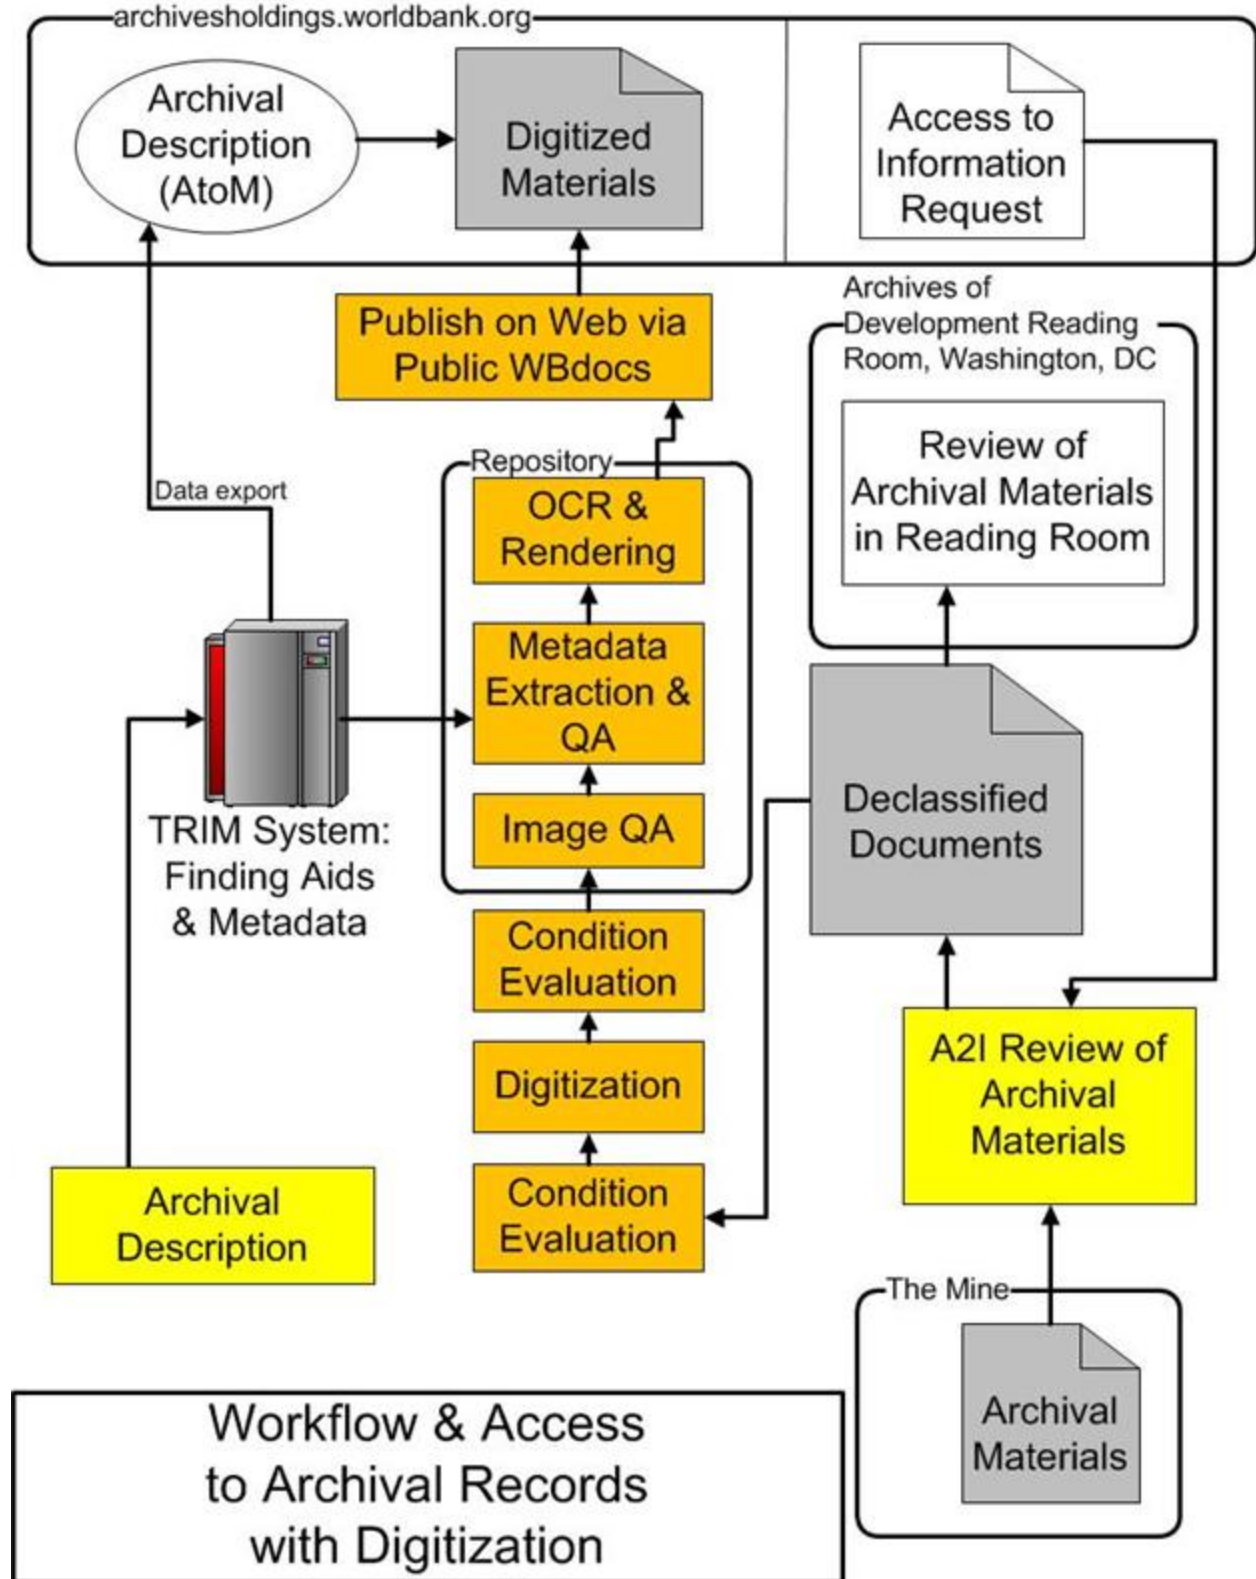 archivesholdings.worldbank.org
Archival
Description
(AtoM)
Digitized
Materials
Access to
Information
Request
Publish on Web via
Public WBdocs
Archives of
Development Reading
Room, Washington, DC
Review of
Archival Materials
in Reading Room
Data export
Repository
OCR &
Rendering
Metadata
Extraction &
QA
Image QA
TRIM System:
Finding Aids
& Metadata
Declassified
Documents
Condition
Evaluation
Digitization
Condition
Evaluation
A2I Review of
Archival
Materials
Archival
Description
The Mine
Archival
Materials
Workflow & Access
to Archival Records
with Digitization